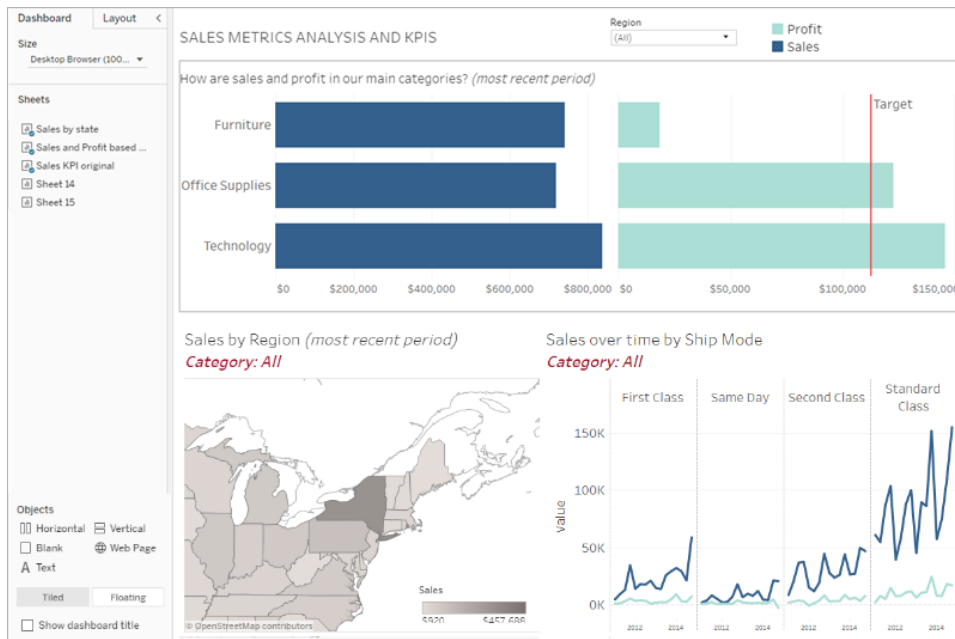 Dashboard
Layout
Size
Desktop Browser (100...
Sheets
Sales by state
Sales and Profit based ...
Sales KPI original
Sheet 14
Sheet 15
Objects
Horizontal
Vertical
Blank
Web Page
A Text
Tiled
Floating
Show dashboard title
SALES METRICS ANALYSIS AND KPIS
Region
(All)
Profit
Sales
How are sales and profit in our main categories? (most recent period)
Target
Furniture
Office Supplies
Technology
$0 $200,000 $400,000 $600,000 $800,000
$0 $50,000 $100,000 $150,000
Sales by Region (most recent period)
Category: All
Sales
$920 $457,688
© OpenStreetMap contributors
Sales over time by Ship Mode
Category: All
First Class
Same Day
Second Class
Standard
Class
150K
100K
50K
0K
Value
2012 2014 2012 2014 2012 2014 2012 2014